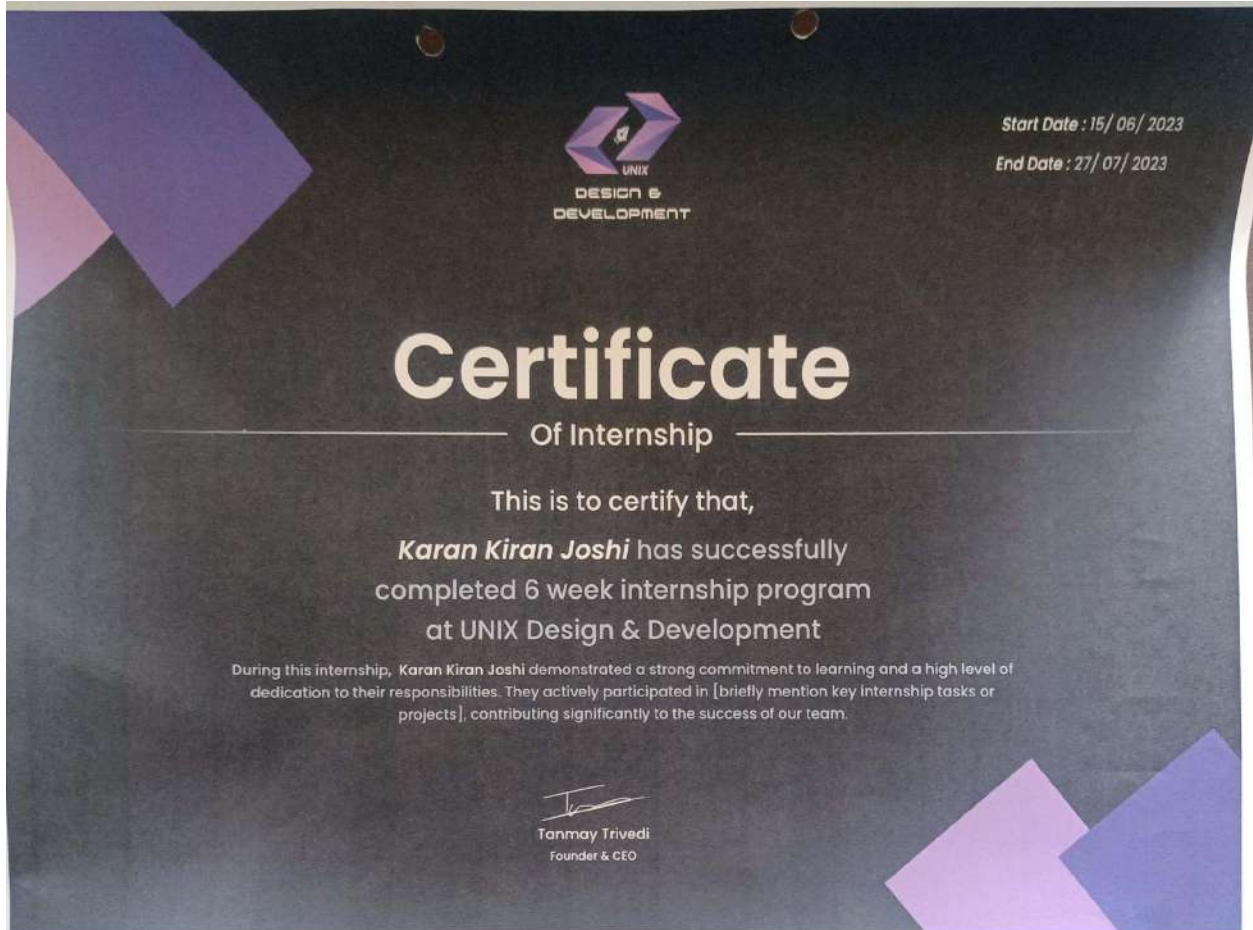 UNIX
DESIGN &
DEVELOPMENT
Start Date : 15/ 06/ 2023
End Date : 27/ 07/ 2023
Certificate
Of Internship
This is to certify that,
Karan Kiran Joshi has successfully
completed 6 week internship program
at UNIX Design & Development
During this internship, Karan Kiran Joshi demonstrated a strong commitment to learning and a high level of
dedication to their responsibilities. They actively participated in [briefly mention key internship tasks or
projects], contributing significantly to the success of our team.
Tanmay Trivedi
Founder & CEO